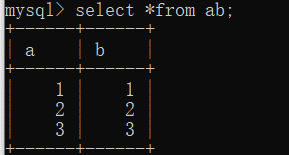 mysql> select *from ab;
+------+------+
| a    | b    |
+------+------+
|    1 |    1 |
|    2 |    2 |
|    3 |    3 |
+------+------+